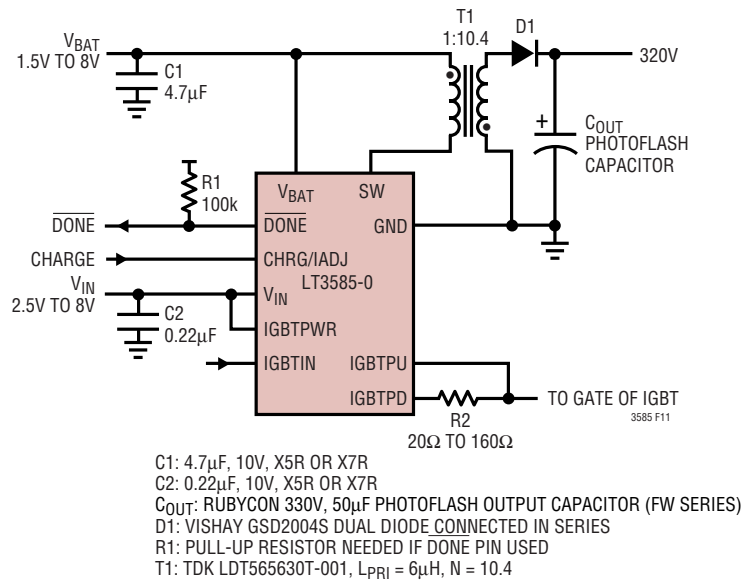 T1
1:10.4
D1
V_BAT
1.5V TO 8V
C1
4.7µF
320V
+
C_OUT
PHOTOFLASH
CAPACITOR
R1
100k
V_BAT
SW
DONE
DONE
GND
CHARGE
CHRG/IADJ
LT3585-0
V_IN
2.5V TO 8V
V_IN
C2
0.22µF
IGBTPWR
IGBTIN
IGBTPU
IGBTPD
R2
20Ω TO 160Ω
TO GATE OF IGBT
3585 F11
C1: 4.7µF, 10V, X5R OR X7R
C2: 0.22µF, 10V, X5R OR X7R
C_OUT: RUBYCON 330V, 50µF PHOTOFLASH OUTPUT CAPACITOR (FW SERIES)
D1: VISHAY GSD2004S DUAL DIODE CONNECTED IN SERIES
R1: PULL-UP RESISTOR NEEDED IF DONE PIN USED
T1: TDK LDT565630T-001, L_PRI = 6µH, N = 10.4